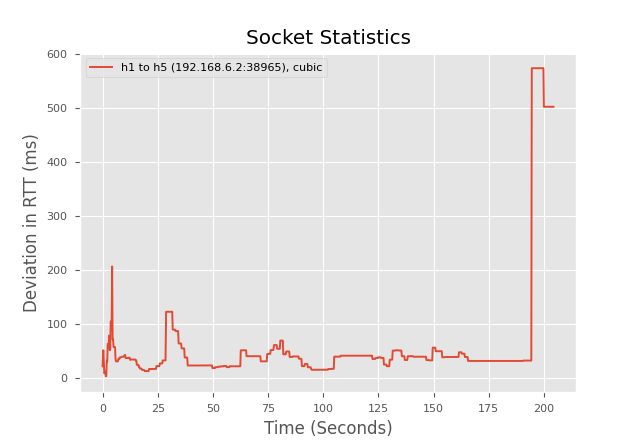 Socket Statistics
h1 to h5 (192.168.6.2:38965), cubic
Deviation in RTT (ms)
600
500
400
300
200
100
0
0 25 50 75 100 125 150 175 200
Time (Seconds)